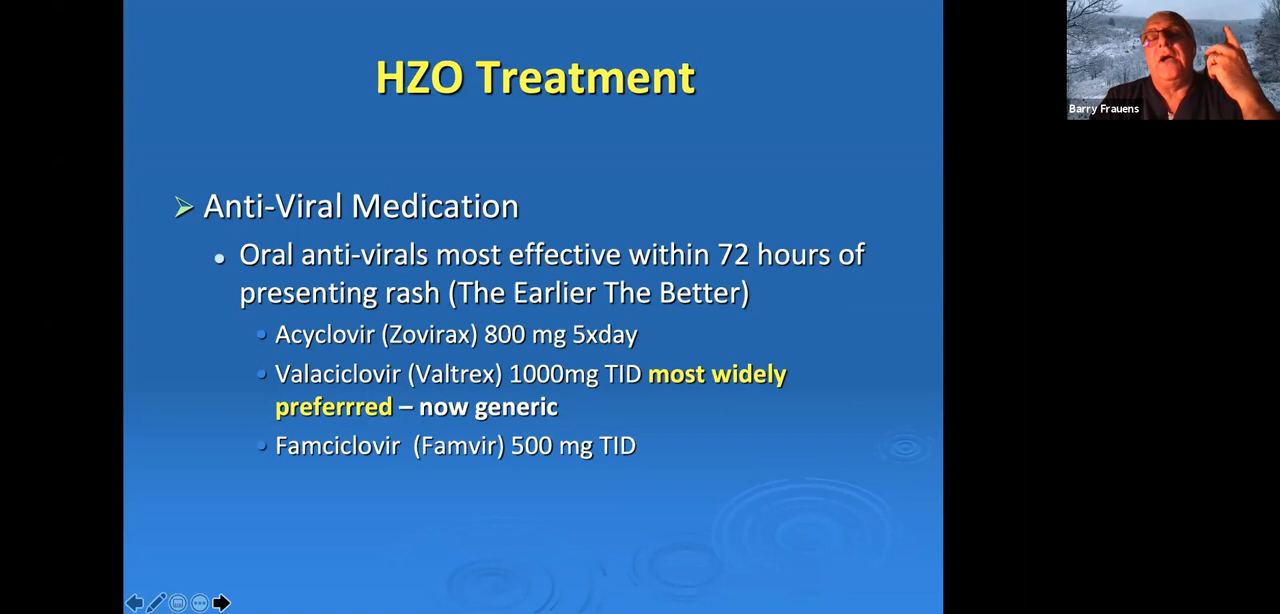 HZO Treatment
Anti-Viral Medication
Oral anti-virals most effective within 72 hours of
presenting rash (The Earlier The Better)
Acyclovir (Zovirax) 800 mg 5xday
Valaciclovir (Valtrex) 1000mg TID most widely
preferrred – now generic
Famciclovir (Famvir) 500 mg TID
Barry Frauens